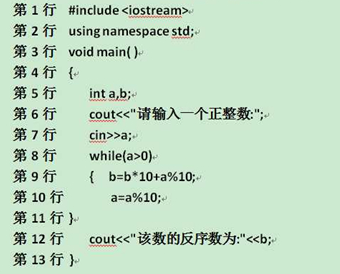 第 1 行 #include <iostream>
第 2 行 using namespace std;
第 3 行 void main( )
第 4 行 {
第 5 行 int a,b;
第 6 行 cout<<"请输入一个正整数:";
第 7 行 cin>>a;
第 8 行 while(a>0)
第 9 行 { b=b*10+a%10;
第 10 行 a=a%10;
第 11 行 }
第 12 行 cout<<"该数的反序数为:"<<b;
第 13 行 }